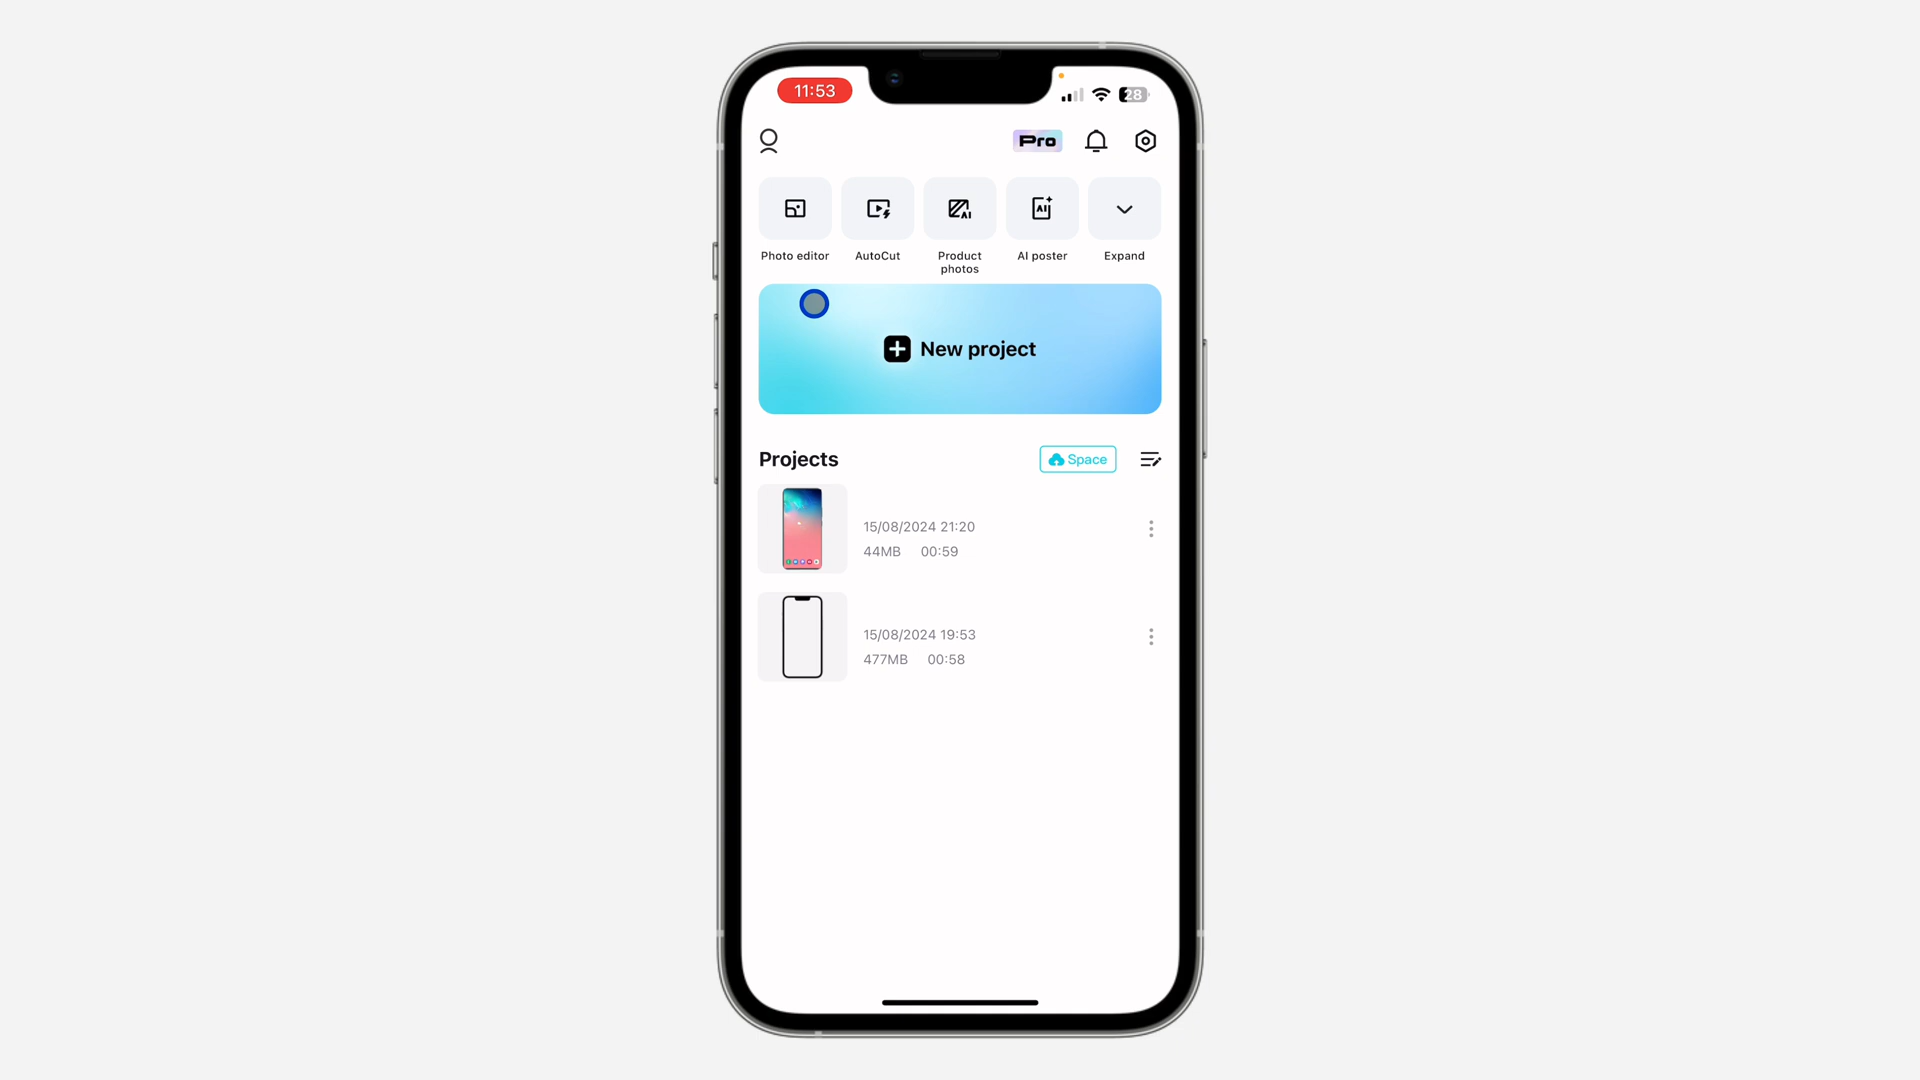 11:53
28
Pro
Photo editor
AutoCut
Product
photos
AI poster
Expand
New project
Projects
Space
15/08/2024 21:20
44MB 00:59
15/08/2024 19:53
477MB 00:58